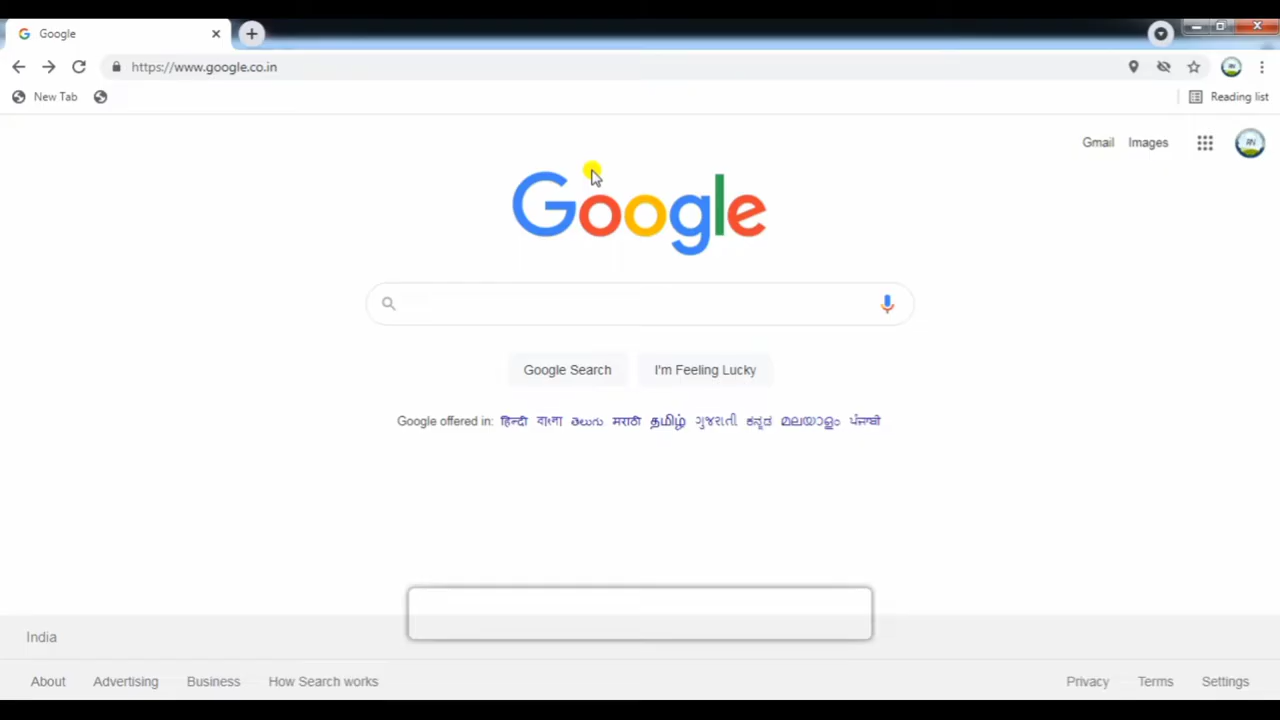 Google
https://www.google.co.in
New Tab
Reading list
Gmail Images
RN
Google
Google Search I'm Feeling Lucky
Google offered in: हिन्दी বাংলা తెలుగు मराठी தமிழ் ગુજરાતી ಕನ್ನಡ മലയാളം ਪੰਜਾਬੀ
India
About Advertising Business How Search works Privacy Terms Settings